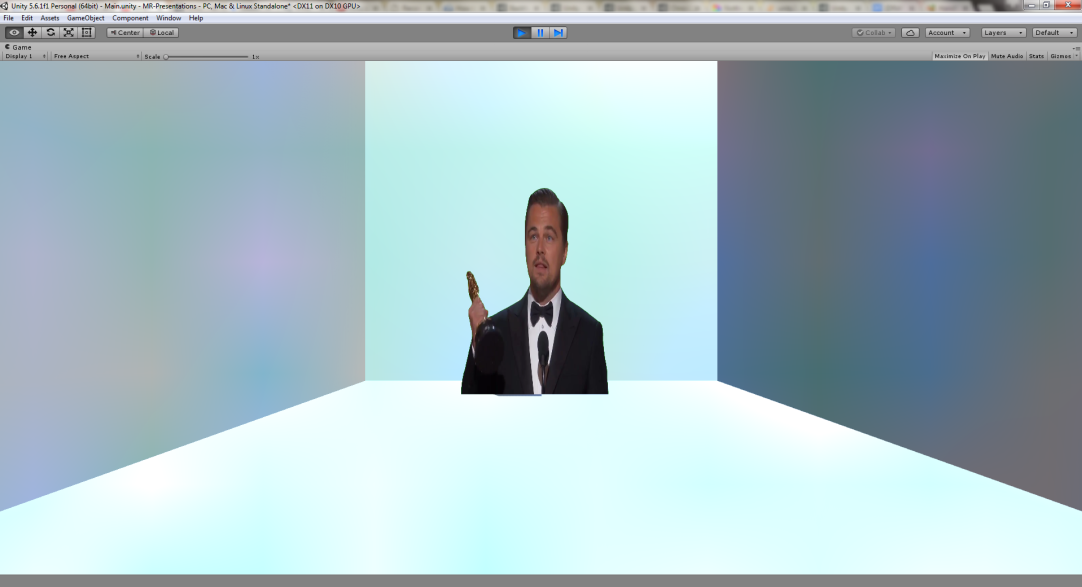 Unity 5.6.1f1 Personal (64bit) - Main.unity - MR-Presentations - PC, Mac & Linux Standalone* <DX11 on DX10 GPU>
File Edit Assets GameObject Component Window Help
Center Local Collab Account Layers Default
Game
Display 1 Free Aspect Scale 1x Maximize On Play Mute Audio Stats Gizmos